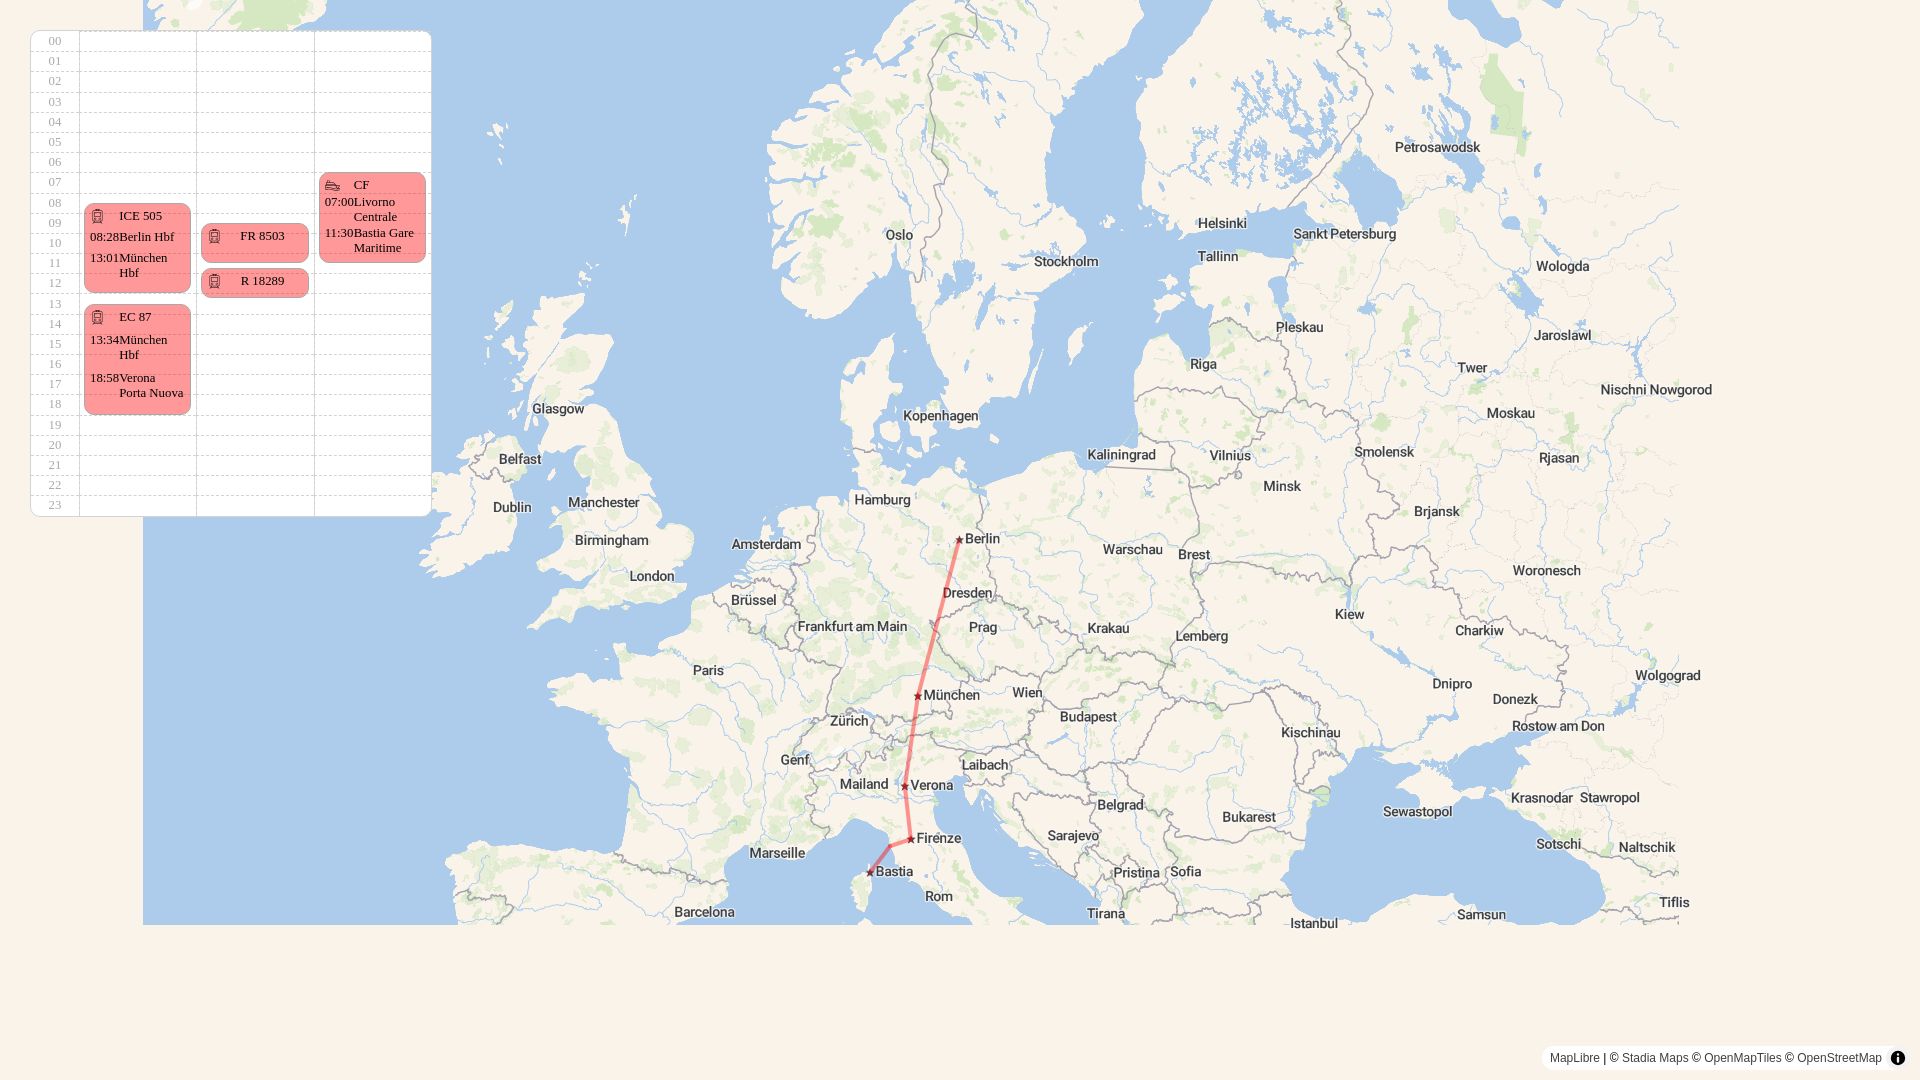 00
01
02
03
04
05
06
07
08
09
10
11
12
13
14
15
16
17
18
19
20
21
22
23
ICE 505
08:28 Berlin Hbf
13:01 München
Hbf
EC 87
13:34 München
Hbf
18:58 Verona
Porta Nuova
FR 8503
R 18289
CF
07:00 Livorno
Centrale
11:30 Bastia Gare
Maritime
Petrosawodsk
Helsinki
Sankt Petersburg
Oslo
Stockholm
Tallinn
Wologda
Pleskau
Jaroslawl
Riga
Twer
Nischni Nowgorod
Glasgow
Kopenhagen
Moskau
Belfast
Kaliningrad
Vilnius
Smolensk
Rjasan
Dublin
Manchester
Hamburg
Minsk
Brjansk
Birmingham
Amsterdam
Berlin
Warschau
Brest
London
Brüssel
Dresden
Woronesch
Kiew
Frankfurt am Main
Prag
Krakau
Lemberg
Charkiw
Paris
München
Wien
Dnipro
Wolgograd
Zürich
Budapest
Donezk
Kischinau
Rostow am Don
Genf
Laibach
Mailand
Verona
Belgrad
Bukarest
Sewastopol
Krasnodar
Stawropol
Marseille
Firenze
Sarajevo
Sotschi
Naltschik
Bastia
Pristina
Sofia
Rom
Barcelona
Tirana
Istanbul
Samsun
Tiflis
MapLibre | © Stadia Maps © OpenMapTiles © OpenStreetMap